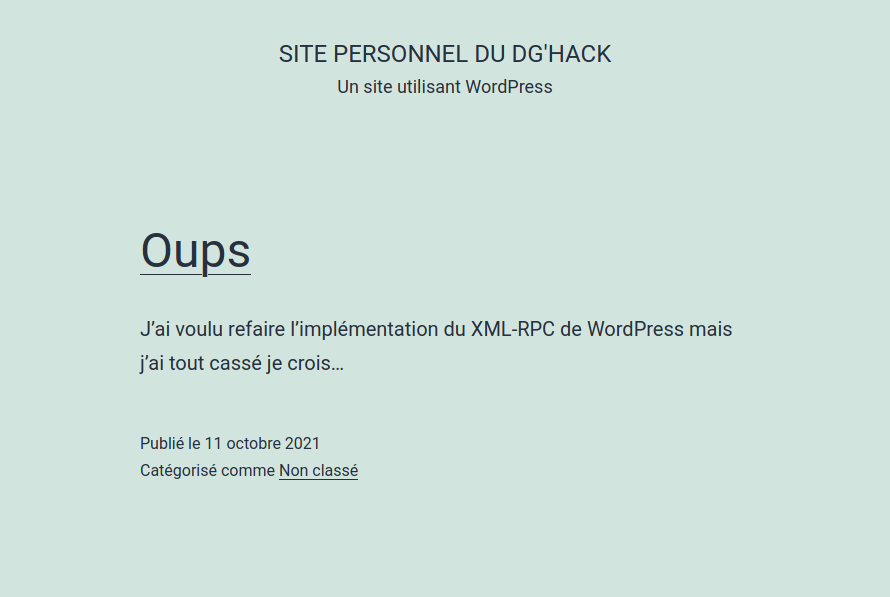 SITE PERSONNEL DU DG'HACK
Un site utilisant WordPress
Oups
J’ai voulu refaire l’implémentation du XML-RPC de WordPress mais
j’ai tout cassé je crois…
Publié le 11 octobre 2021
Catégorisé comme Non classé